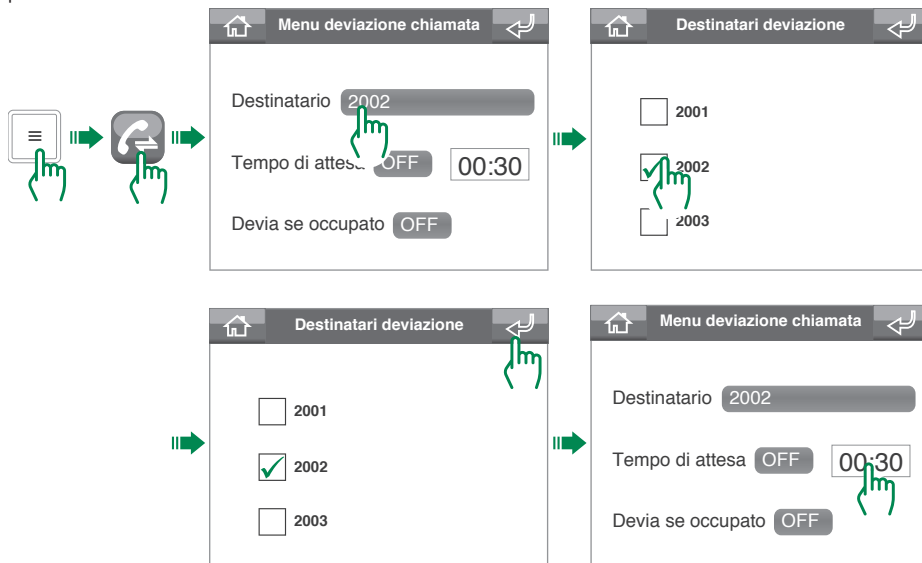 Menu deviazione chiamata
Destinatario 2002
Tempo di attesa OFF 00:30
Devia se occupato OFF
Destinatari deviazione
2001
2002
2003
Destinatari deviazione
2001
2002
2003
Menu deviazione chiamata
Destinatario 2002
Tempo di attesa OFF 00:30
Devia se occupato OFF